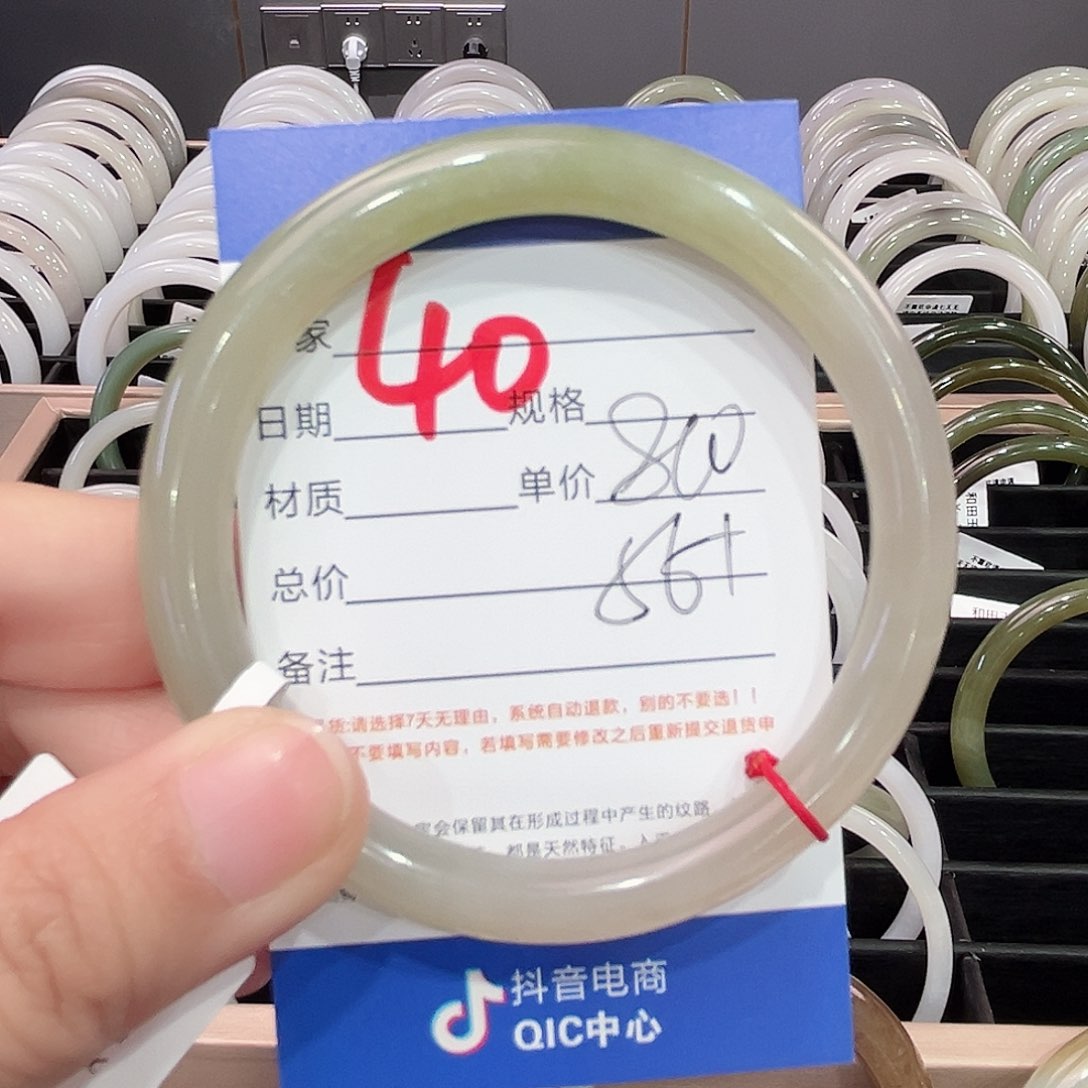 40
家
日期 规格
材质 单价 800
总价 56+
备注
货:请选择7天无理由，系统自动退款，别的不要选！！
不要填写内容，若填写需要修改之后重新提交退货申
会保留其在形成过程中产生的纹路
都是天然特征。
抖音电商
QIC中心